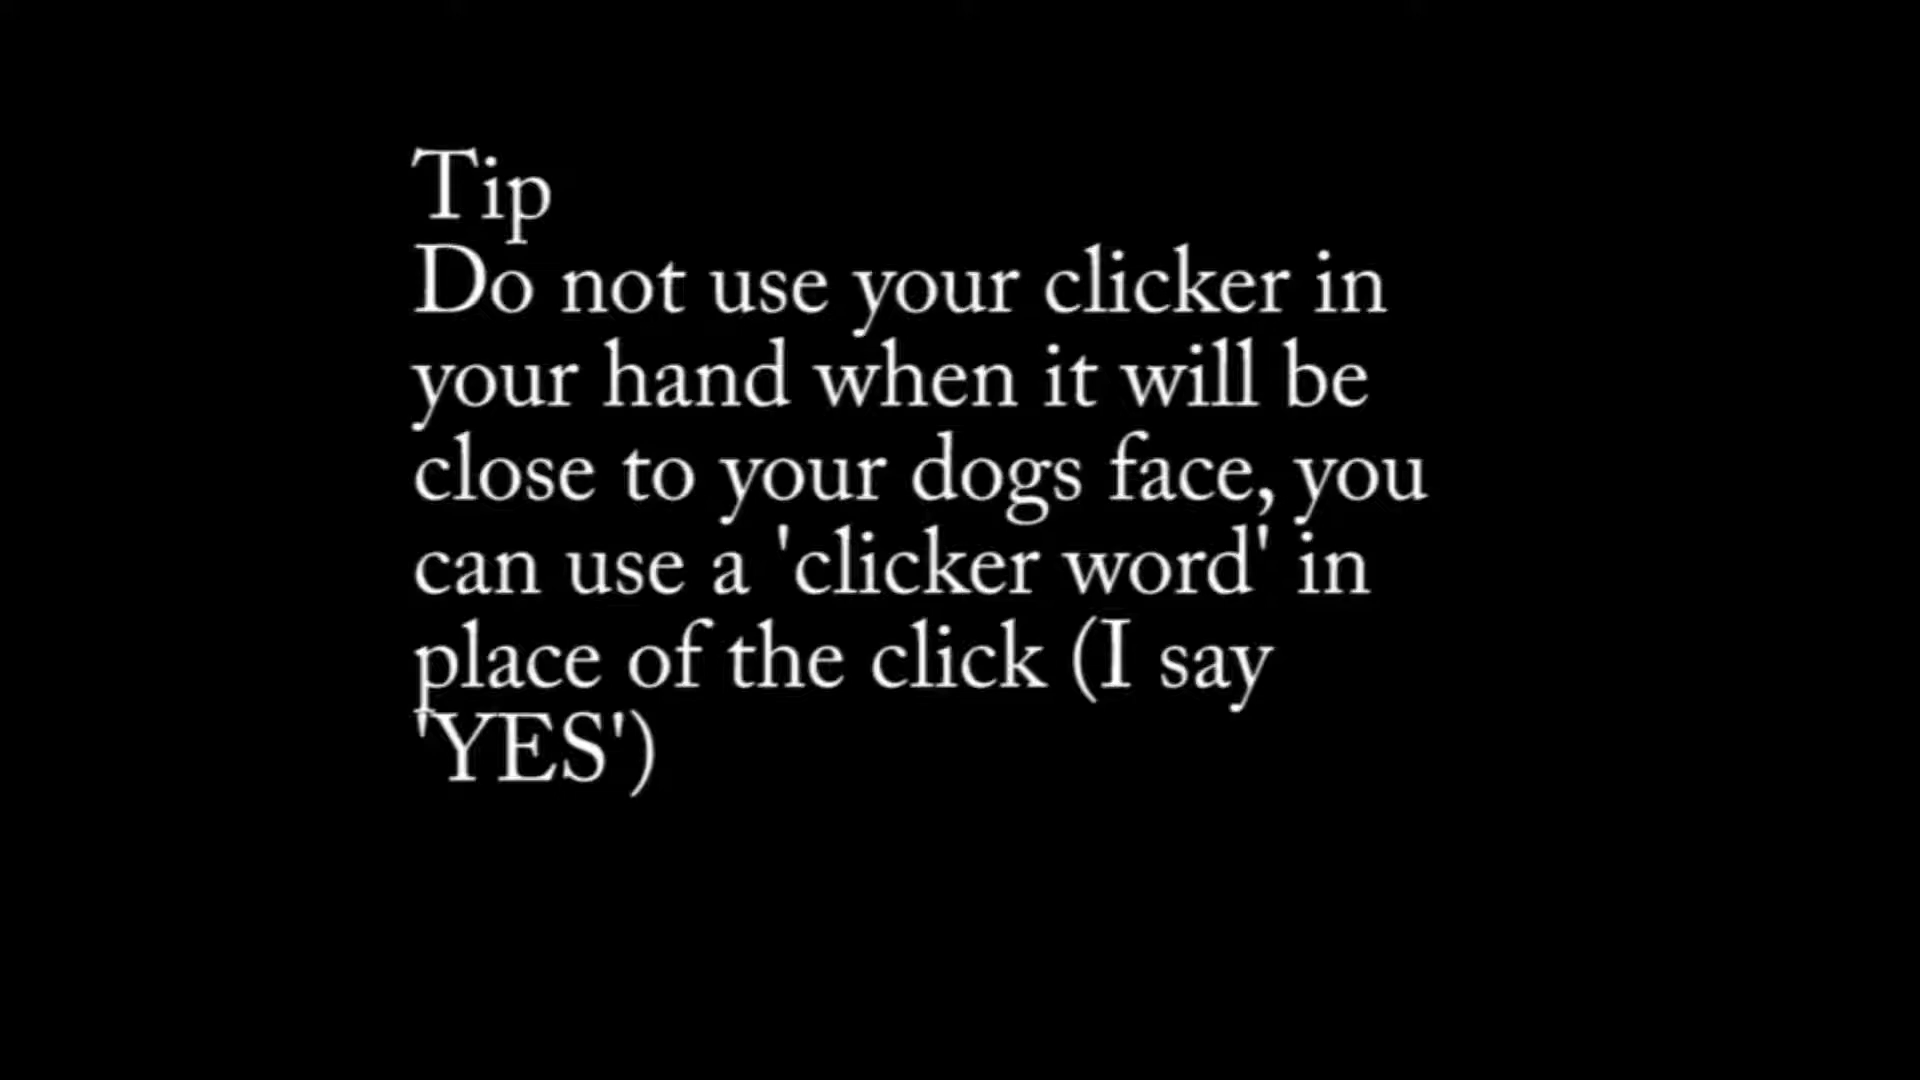 Tip
Do not use your clicker in
your hand when it will be
close to your dogs face, you
can use a 'clicker word' in
place of the click (I say
'YES')